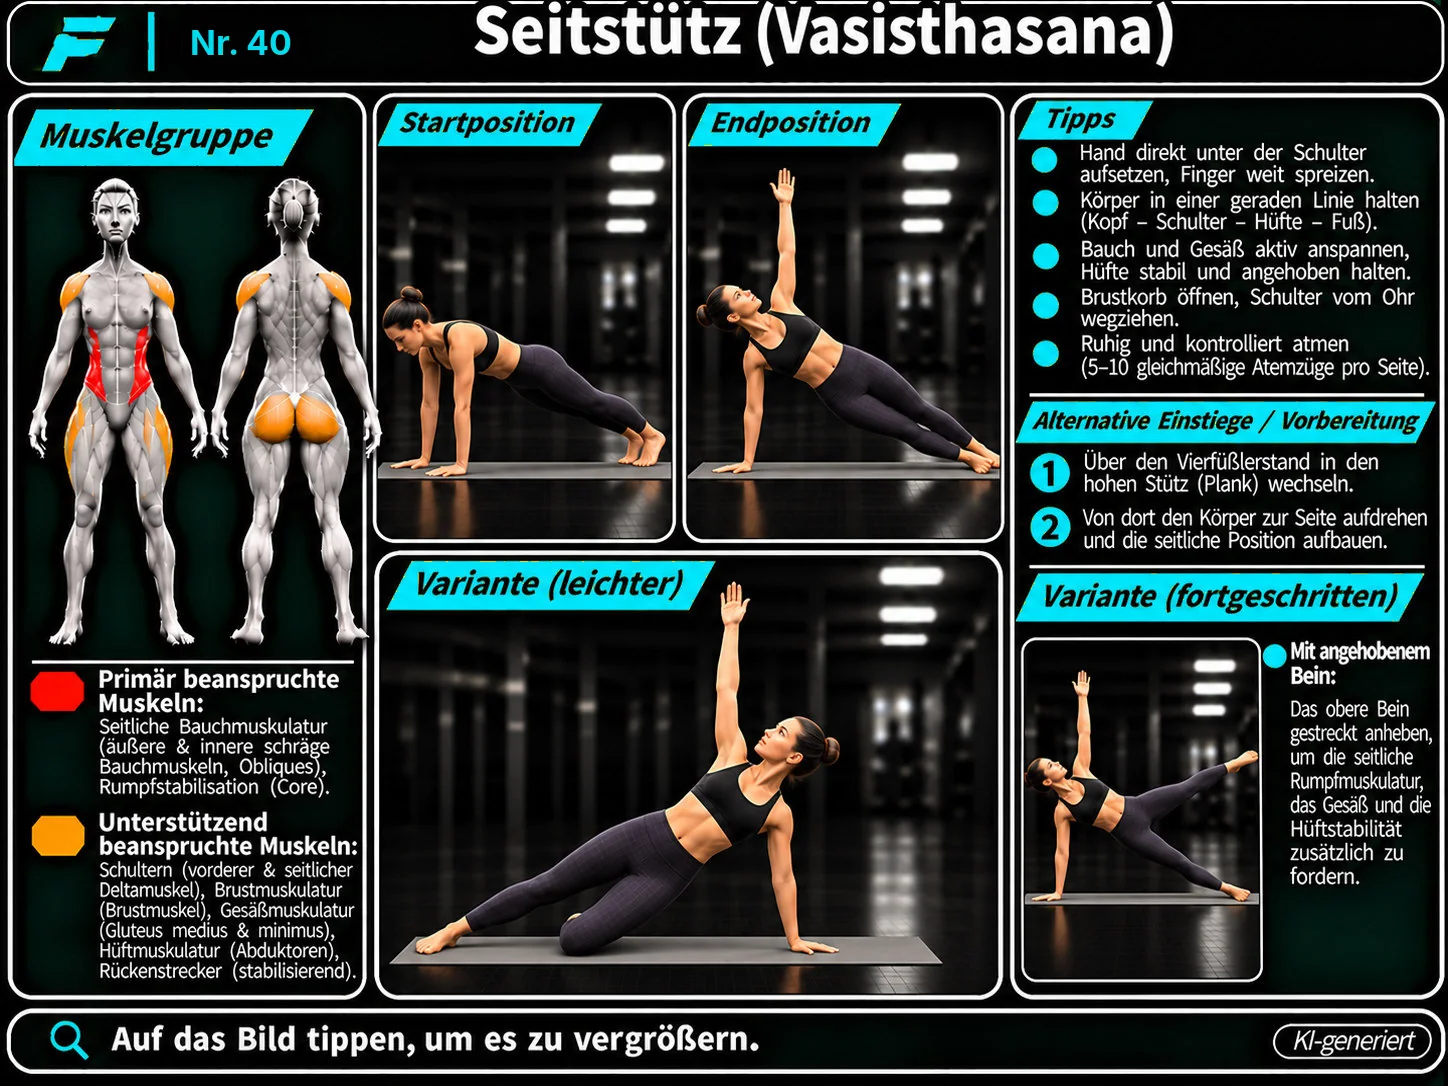 F | Nr. 40
Seitstütz (Vasisthasana)
Muskelgruppe
Primär beanspruchte
Muskeln:
Seitliche Bauchmuskulatur
(äußere & innere schräge
Bauchmuskeln, Obliques),
Rumpfstabilisation (Core).
Unterstützend
beanspruchte Muskeln:
Schultern (vorderer & seitlicher
Deltamuskel), Brustmuskulatur
(Brustmuskel), Gesäßmuskulatur
(Gluteus medius & minimus),
Hüftmuskulatur (Abduktoren),
Rückenstrecker (stabilisierend).
Startposition
Endposition
Variante (leichter)
Tipps
Hand direkt unter der Schulter
aufsetzen, Finger weit spreizen.
Körper in einer geraden Linie halten
(Kopf – Schulter – Hüfte – Fuß).
Bauch und Gesäß aktiv anspannen,
Hüfte stabil und angehoben halten.
Brustkorb öffnen, Schulter vom Ohr
wegziehen.
Ruhig und kontrolliert atmen
(5–10 gleichmäßige Atemzüge pro Seite).
Alternative Einstiege / Vorbereitung
1 Über den Vierfüßlerstand in den
hohen Stütz (Plank) wechseln.
2 Von dort den Körper zur Seite aufdrehen
und die seitliche Position aufbauen.
Variante (fortgeschritten)
Mit angehobenem
Bein:
Das obere Bein
gestreckt anheben,
um die seitliche
Rumpfmuskulatur,
das Gesäß und die
Hüftstabilität
zusätzlich zu
fordern.
Auf das Bild tippen, um es zu vergrößern.
KI-generiert